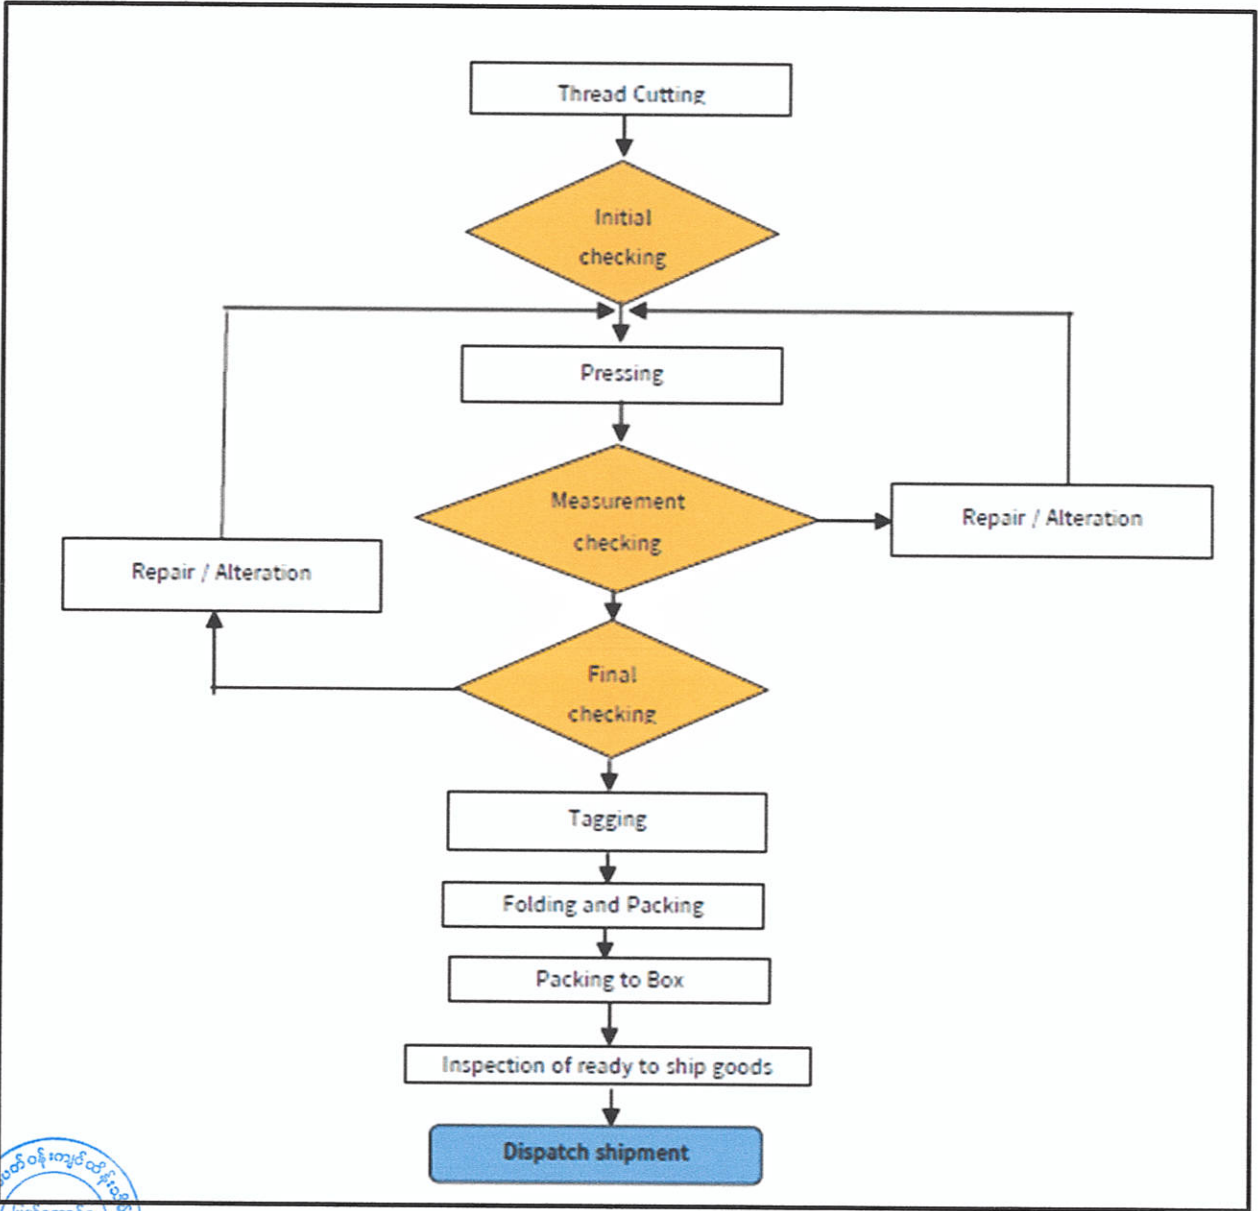 Thread Cutting
Initial
checking
Pressing
Measurement
checking
Repair / Alteration
Repair / Alteration
Final
checking
Tagging
Folding and Packing
Packing to Box
Inspection of ready to ship goods
Dispatch shipment